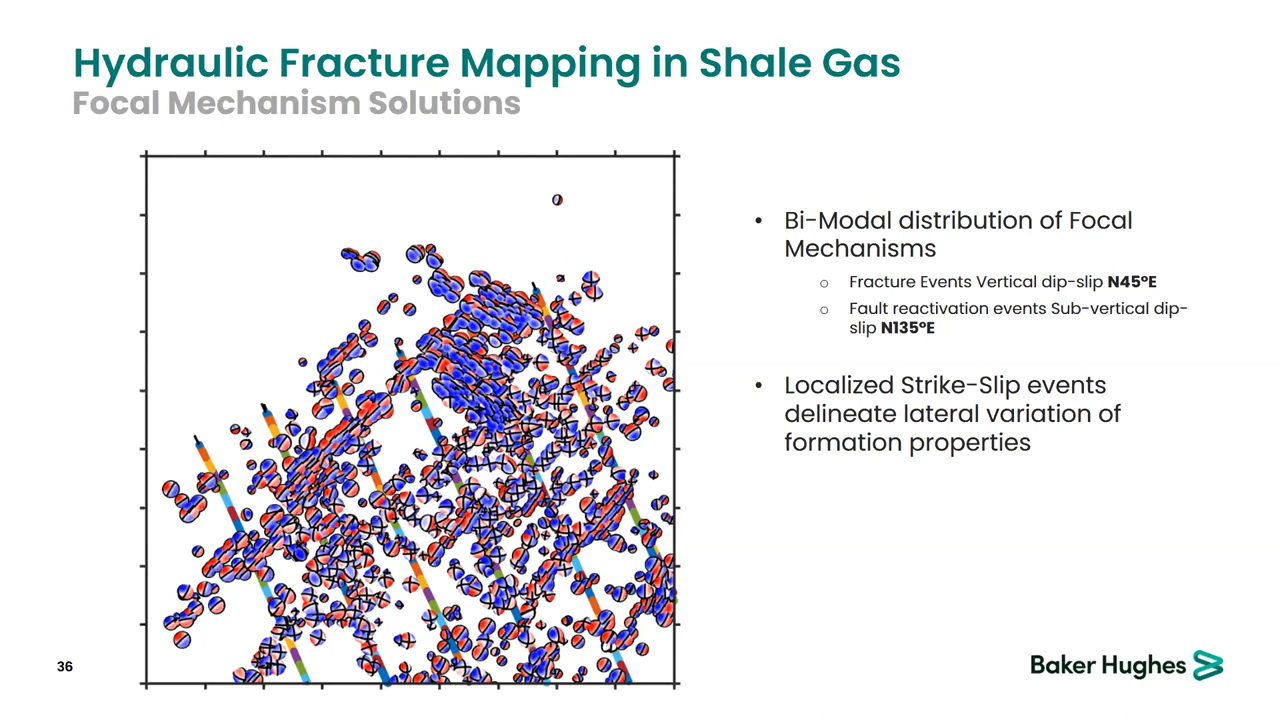 Hydraulic Fracture Mapping in Shale Gas
Focal Mechanism Solutions
• Bi-Modal distribution of Focal
Mechanisms
o Fracture Events Vertical dip-slip N45°E
o Fault reactivation events Sub-vertical dip-
slip N135°E
• Localized Strike-Slip events
delineate lateral variation of
formation properties
36
Baker Hughes